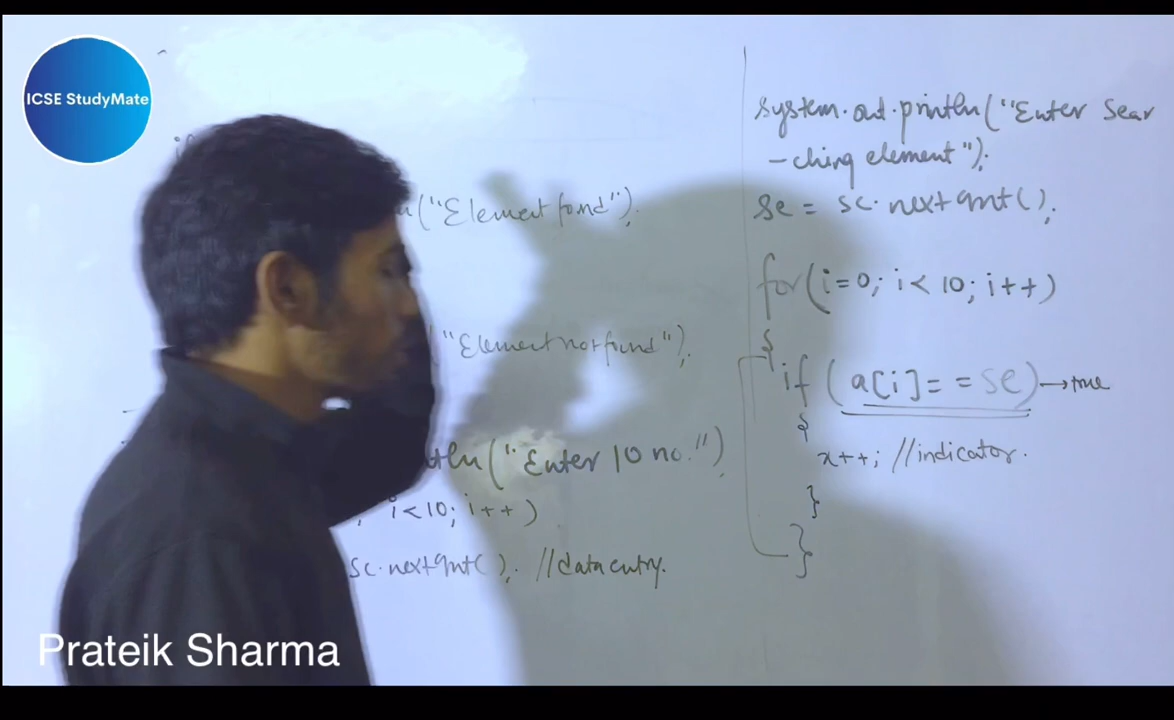 ICSE StudyMate
("Element fond");
("Element not found");
tln("Enter 10 no.")
; i<10; i++)
sc.nextInt(); //data entry.
System.out.println("Enter Sear
-ching element");
Se = sc.nextInt();
for(i=0; i<10; i++)
{
if (a[i]==se)→true
{
x++; //indicator.
}
}
Prateik Sharma